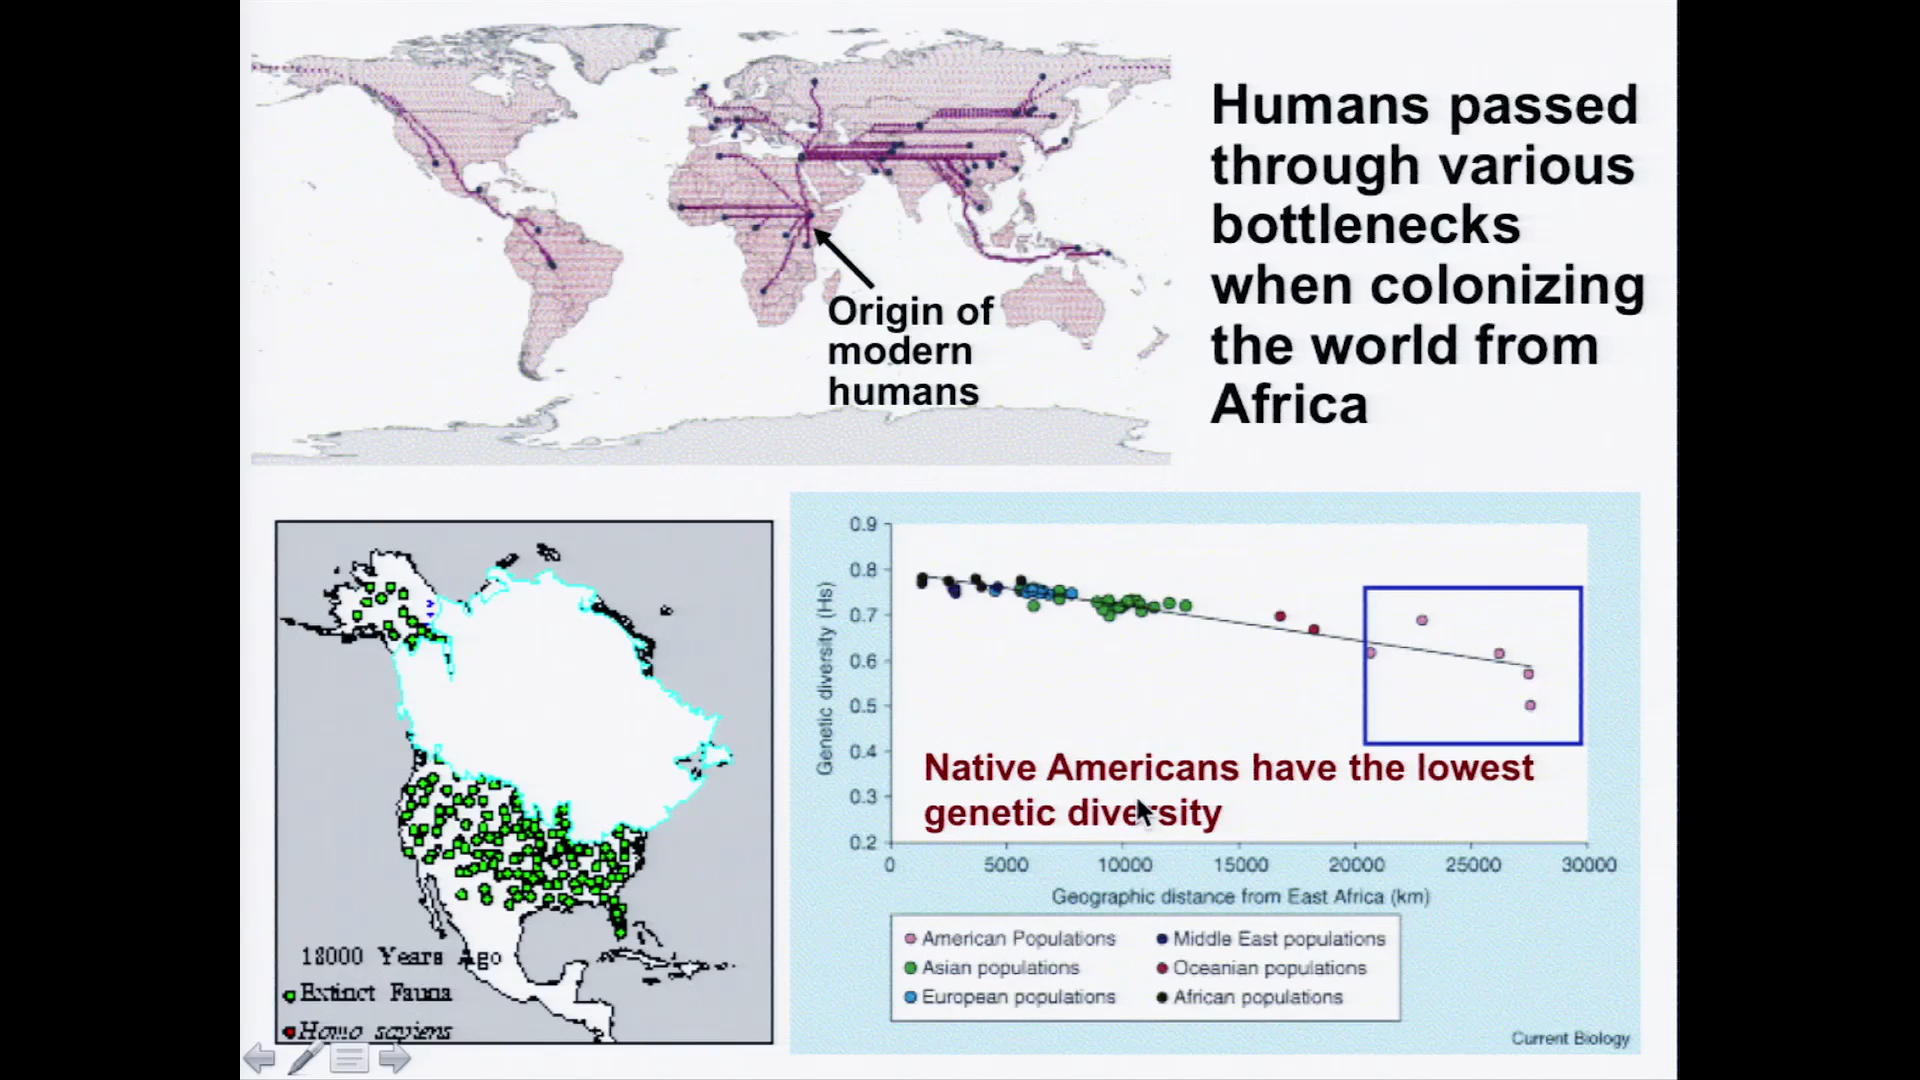 Humans passed
through various
bottlenecks
when colonizing
the world from
Africa
Origin of
modern
humans
18000 Years Ago
Extinct Fauna
Homo sapiens
0.9
0.8
0.7
0.6
0.5
0.4
0.3
0.2
Genetic diversity (Hs)
Native Americans have the lowest
genetic diversity
0 5000 10000 15000 20000 25000 30000
Geographic distance from East Africa (km)
American Populations Middle East populations
Asian populations Oceanian populations
European populations African populations
Current Biology